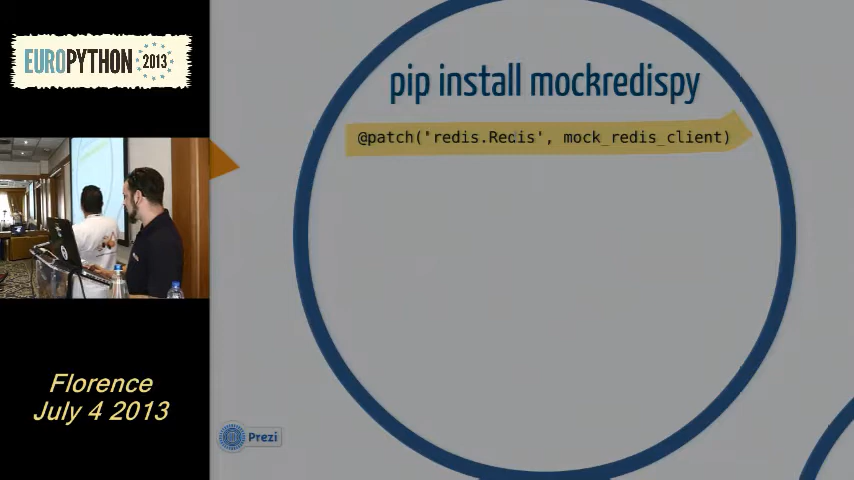 EUROPYTHON 2013
pip install mockredispy
@patch('redis.Redis', mock_redis_client)
Florence
July 4 2013
Prezi